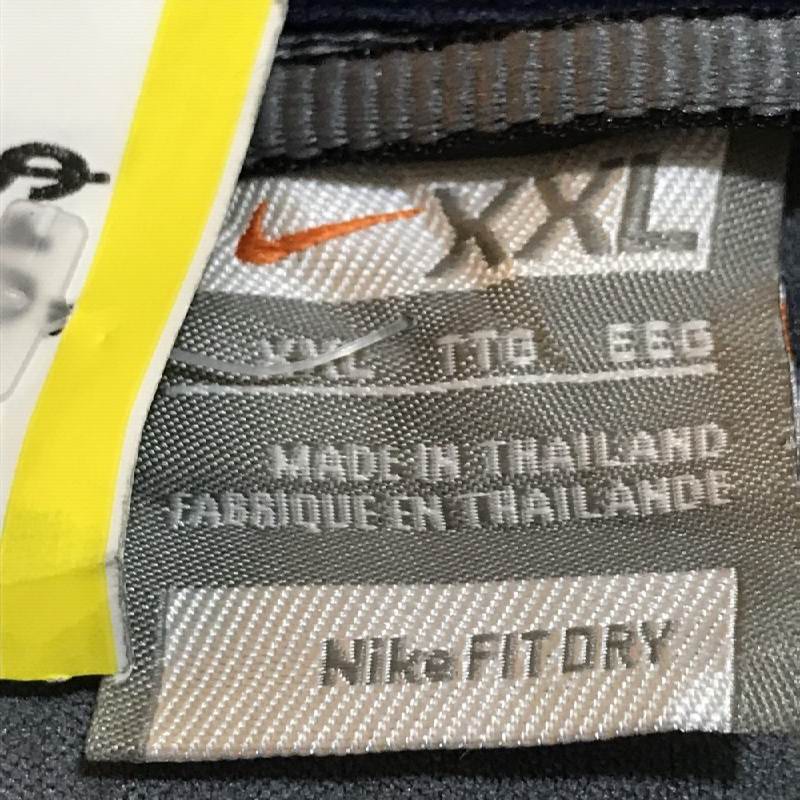 XXL
XXL TTG EEG
MADE IN THAILAND
FABRIQUE EN THAILANDE
Nike FIT DRY